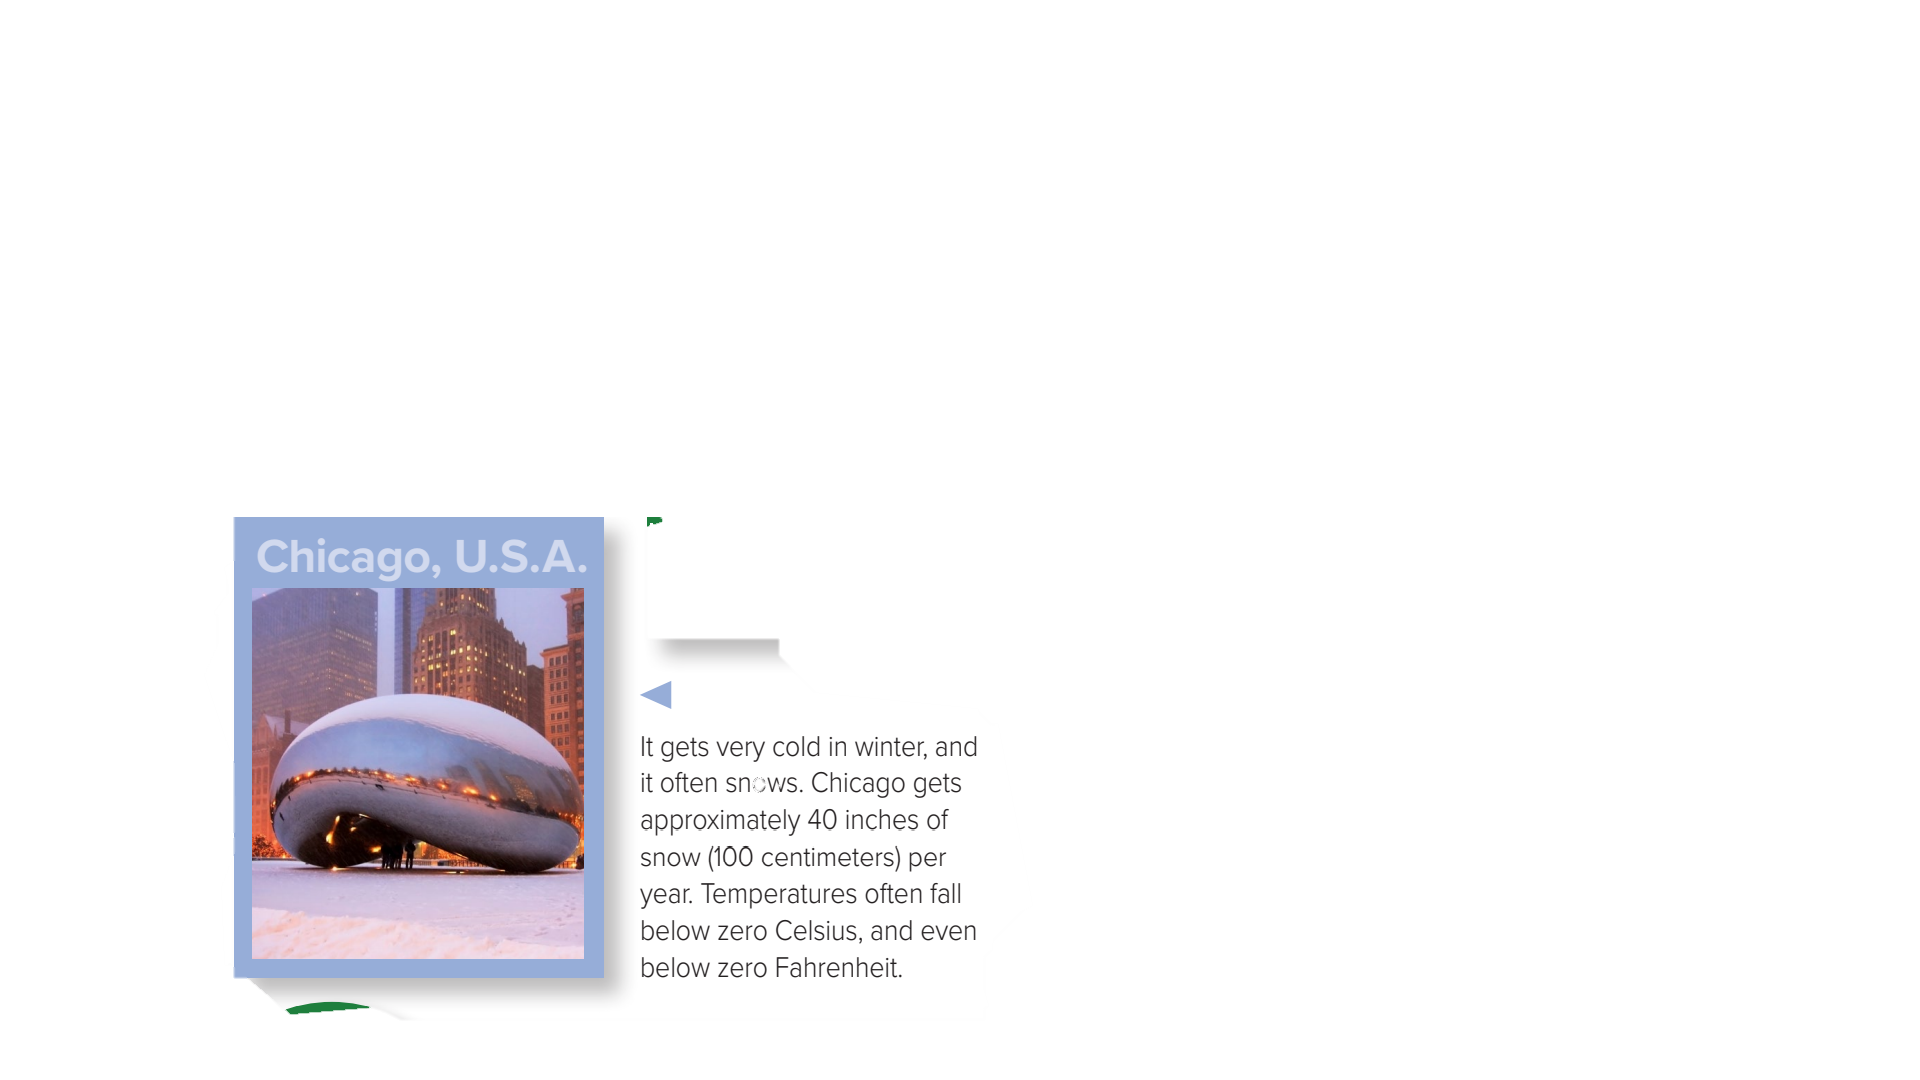 Chicago, U.S.A.
It gets very cold in winter, and
it often snows. Chicago gets
approximately 40 inches of
snow (100 centimeters) per
year. Temperatures often fall
below zero Celsius, and even
below zero Fahrenheit.